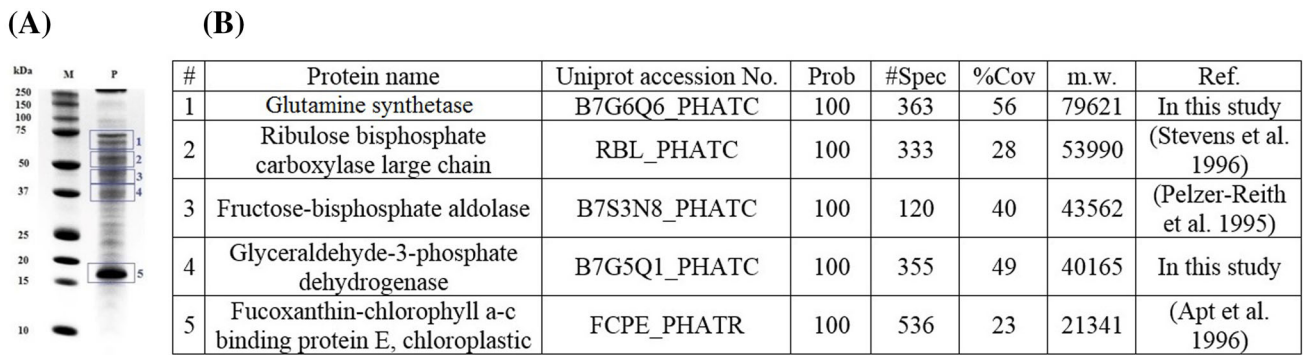 (A)
(B)
kDa M P
250
150
100
75
50
37
25
20
15
10
1
2
3
4
5
# Protein name Uniprot accession No. Prob #Spec %Cov m.w. Ref.
1 Glutamine synthetase B7G6Q6_PHATC 100 363 56 79621 In this study
2 Ribulose bisphosphate carboxylase large chain RBL_PHATC 100 333 28 53990 (Stevens et al. 1996)
3 Fructose-bisphosphate aldolase B7S3N8_PHATC 100 120 40 43562 (Pelzer-Reith et al. 1995)
4 Glyceraldehyde-3-phosphate dehydrogenase B7G5Q1_PHATC 100 355 49 40165 In this study
5 Fucoxanthin-chlorophyll a-c binding protein E, chloroplastic FCPE_PHATR 100 536 23 21341 (Apt et al. 1996)